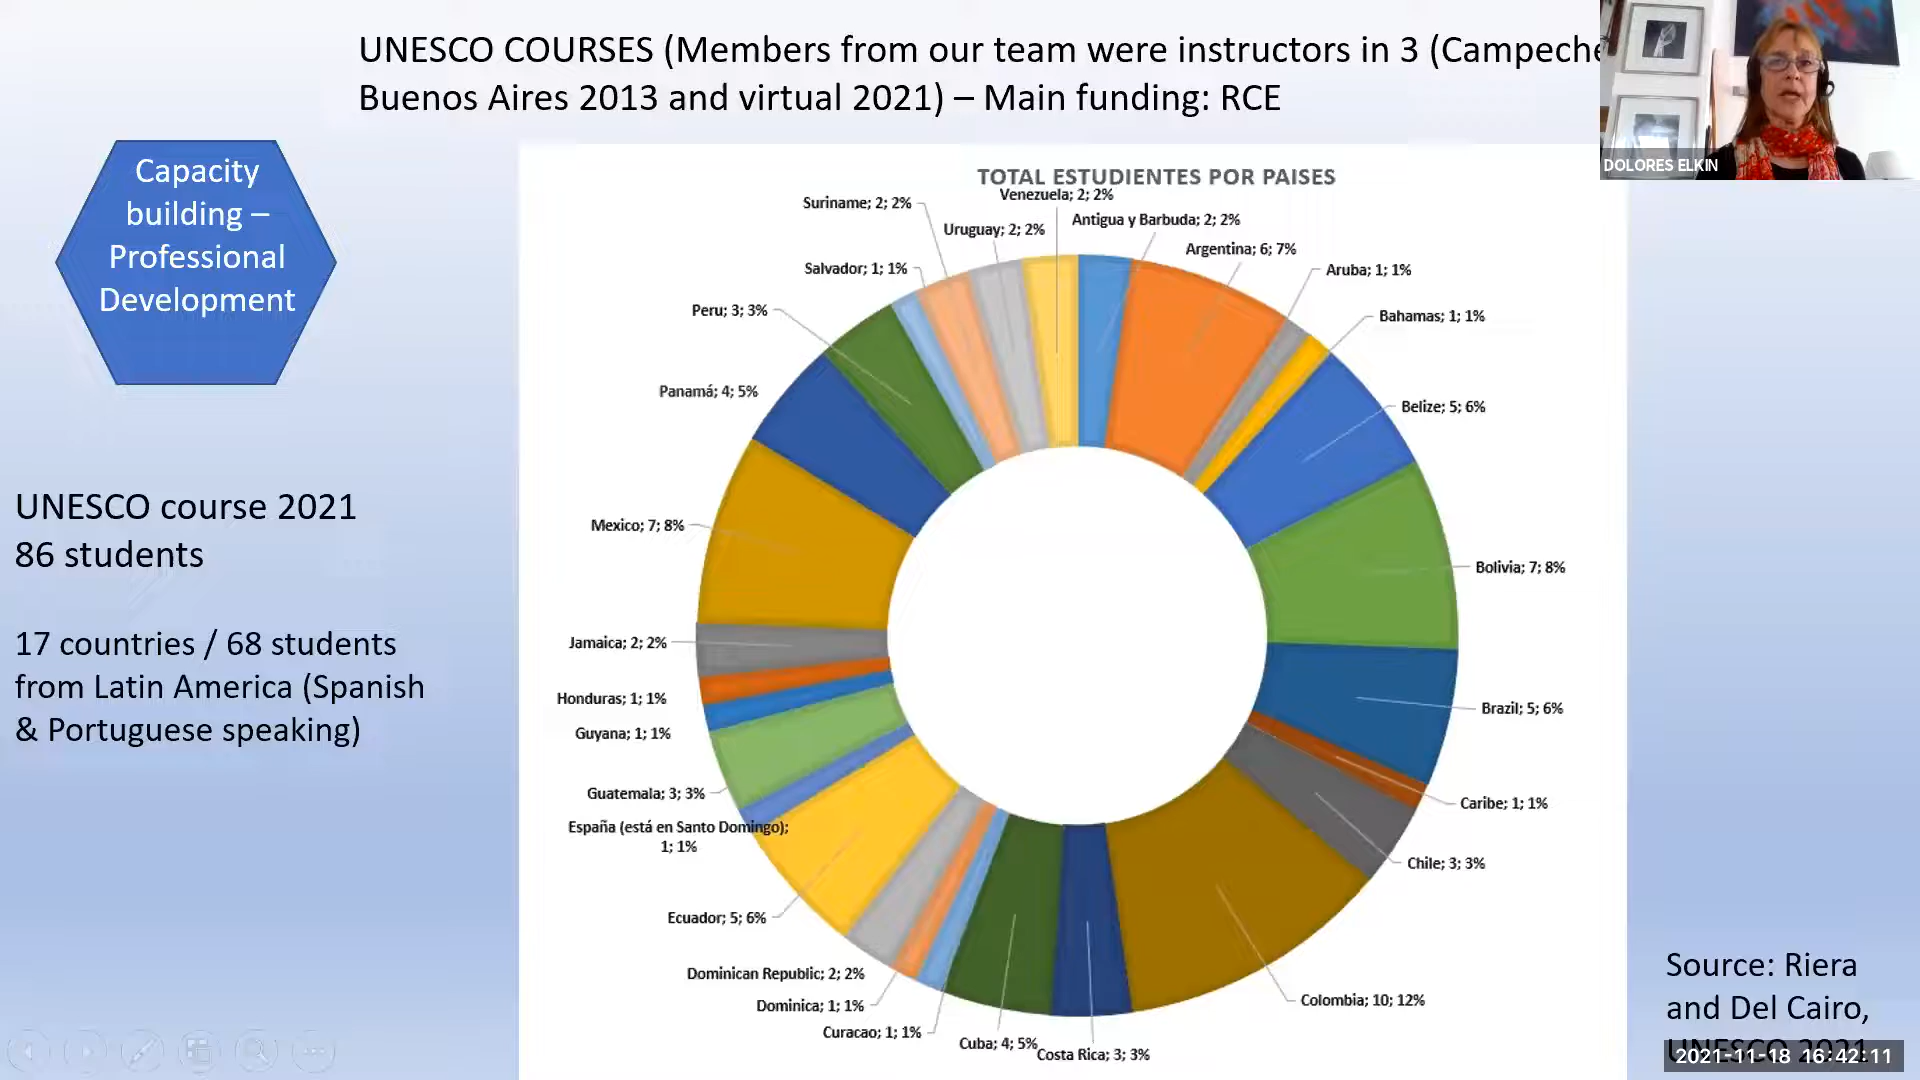 UNESCO COURSES (Members from our team were instructors in 3 (Campeche
Buenos Aires 2013 and virtual 2021) – Main funding: RCE
DOLORES ELKIN
Capacity
building –
Professional
Development
UNESCO course 2021
86 students
17 countries / 68 students
from Latin America (Spanish
& Portuguese speaking)
TOTAL ESTUDIENTES POR PAISES
Venezuela; 2; 2%
Antigua y Barbuda; 2; 2%
Argentina; 6; 7%
Aruba; 1; 1%
Bahamas; 1; 1%
Belize; 5; 6%
Bolivia; 7; 8%
Brazil; 5; 6%
Caribe; 1; 1%
Chile; 3; 3%
Colombia; 10; 12%
Costa Rica; 3; 3%
Cuba; 4; 5%
Curacao; 1; 1%
Dominica; 1; 1%
Dominican Republic; 2; 2%
Ecuador; 5; 6%
España (está en Santo Domingo);
1; 1%
Guatemala; 3; 3%
Guyana; 1; 1%
Honduras; 1; 1%
Jamaica; 2; 2%
Mexico; 7; 8%
Panamá; 4; 5%
Peru; 3; 3%
Salvador; 1; 1%
Suriname; 2; 2%
Uruguay; 2; 2%
Source: Riera
and Del Cairo,
UNESCO 2021
2021-11-18 16:42:11